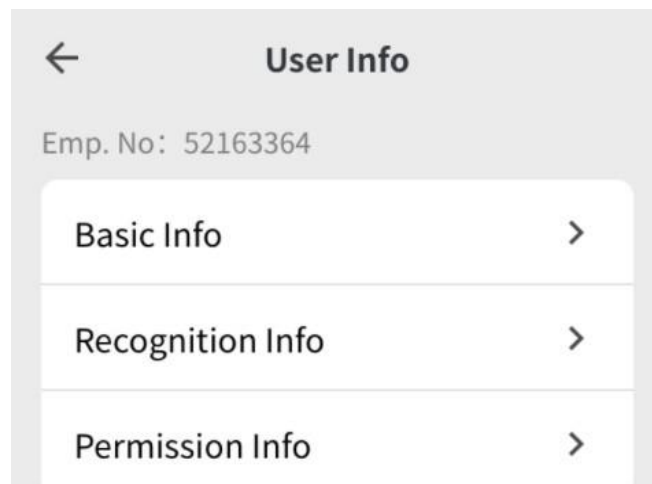 User Info
Emp. No：52163364
Basic Info
Recognition Info
Permission Info